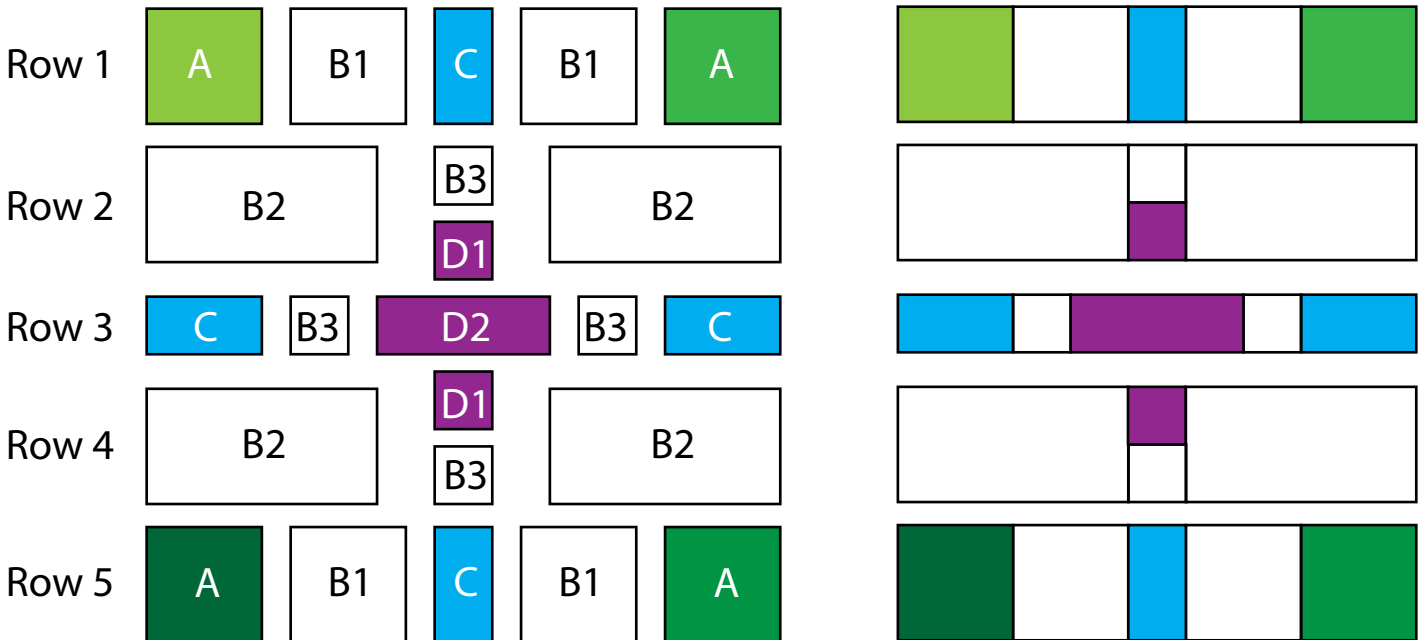 Row 1 A B1 C B1 A
B3
Row 2 B2 B2
D1
Row 3 C B3 D2 B3 C
D1
Row 4 B2 B2
B3
Row 5 A B1 C B1 A